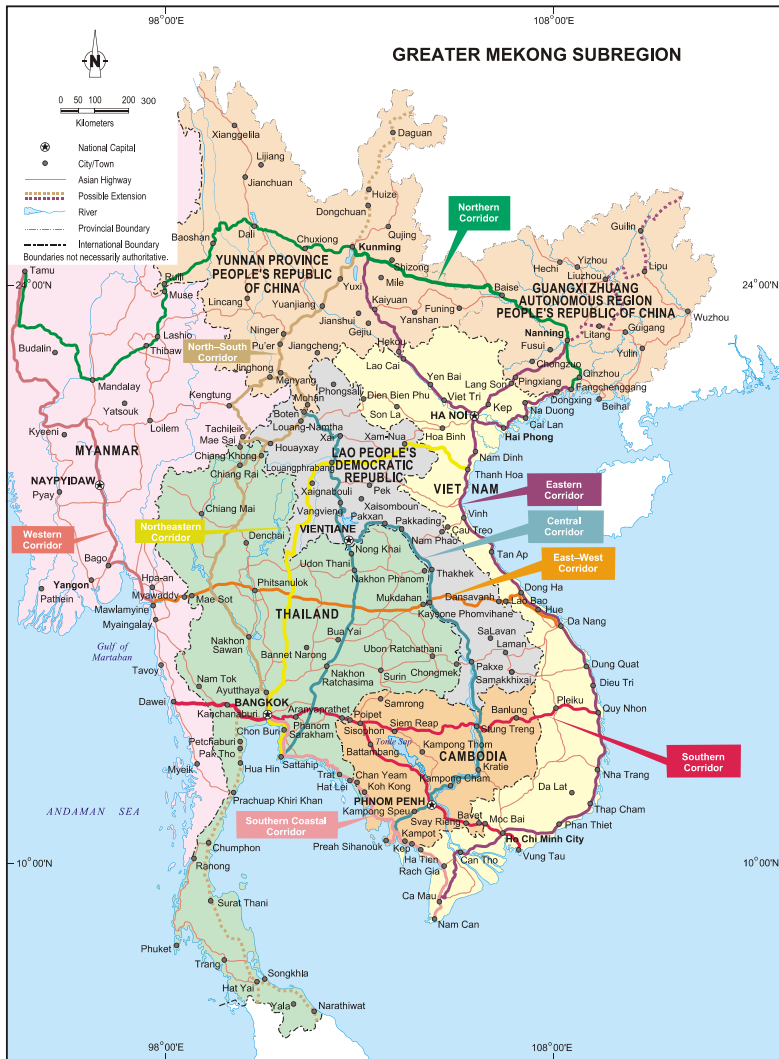 98°00'E
108°00'E
GREATER MEKONG SUBREGION
N
0 50 100 200 300
Kilometers
National Capital
City/Town
Asian Highway
Possible Extension
River
Provincial Boundary
International Boundary
Boundaries not necessarily authoritative.
Daguan
Xianggelila
Lijiang
Jianchuan
Huize
Dongchuan
Northern
Corridor
Guilin
Dali
Chuxiong
Qujing
Baoshan
Kunming
Yizhou
Hechi
Liuzhou
Lipu
YUNNAN PROVINCE
PEOPLE'S REPUBLIC
OF CHINA
Shizong
Tamu
Ruili
24°00'N
Muse
Mile
Yuxi
Baise
GUANGXI ZHUANG
AUTONOMOUS REGION
PEOPLE'S REPUBLIC OF CHINA
24°00'N
Lincang
Yuanjiang
Kaiyuan
Funing
Yanshan
Wuzhou
Jianshui
Gejiu
Nanning
Litang
Guigang
Lashio
Ninger
Budalin
Thibaw
Pu'er
Jiangcheng
Hekou
Fusui
Yulin
North–South
Corridor
Lao Cai
Chongzuo
Jinghong
Menyang
Yen Bai
Lang Son
Pingxiang
Qinzhou
Mandalay
Kengtung
Mohan
Phongsaly
Dien Bien Phu
Viet Tri
Fangchenggang
Yatsouk
Boten
Son La
HA NOI
Kep
Dongxing
Beihai
Na Duong
Loilem
Tachileik
Louang-Namtha
Cai Lan
Kyeeni
Mae Sai
Xai
Xam-Nua
Hoa Binh
Hai Phong
MYANMAR
Houayxay
Chiang Khong
LAO PEOPLE'S
DEMOCRATIC
REPUBLIC
Nam Dinh
Chiang Rai
Louangphrabang
Thanh Hoa
NAYPYIDAW
Xaignabouli
Pek
VIET NAM
Eastern
Corridor
Pyay
Vangvieng
Xaisomboun
Chiang Mai
Northeastern
Corridor
Pakxan
Pakkading
Vinh
Western
Corridor
VIENTIANE
Cau Treo
Central
Corridor
Denchai
Nam Phao
Nong Khai
Tan Ap
Bago
Udon Thani
Thakhek
East–West
Corridor
Yangon
Hpa-an
Nakhon Phanom
Pathein
Myawaddy
Phitsanulok
Dansavanh
Dong Ha
Mukdahan
Lao Bao
Mawlamyine
Mae Sot
Kaysone Phomvihane
Hue
Myaingalay
THAILAND
Da Nang
Gulf of
Martaban
Bua Yai
SaLavan
Nakhon
Sawan
Bannet Narong
Ubon Ratchathani
Laman
Tavoy
Nakhon
Ratchasima
Chongmek
Pakxe
Dung Quat
Nam Tok
Surin
Samakkhixai
Dieu Tri
Ayutthaya
Dawei
BANGKOK
Samrong
Pleiku
Aranyaprathet
Banlung
Kanchanaburi
Poipet
Quy Nhon
Phanom
Sarakham
Siem Reap
Chon Buri
Sisophon
Stung Treng
Petchaburi
Tonle Sap
Southern
Corridor
Pak Tho
Battambang
Kampong Thom
CAMBODIA
Myeik
Hua Hin
Sattahip
Kratie
Nha Trang
Trat
Chan Yeam
Kampong Cham
Hat Lei
Koh Kong
Da Lat
Prachuap Khiri Khan
PHNOM PENH
ANDAMAN SEA
Thap Cham
Kampong Speu
Bavet
Moc Bai
Southern Coastal
Corridor
Svay Rieng
Phan Thiet
Kampot
Ho Chi Minh City
Chumphon
Preah Sihanouk
Kep
Ha Tien
Can Tho
Vung Tau
10°00'N
Ranong
Rach Gia
10°00'N
Surat Thani
Ca Mau
Nam Can
Phuket
Trang
Songkhla
Hat Yai
Yala
Narathiwat
98°00'E
108°00'E